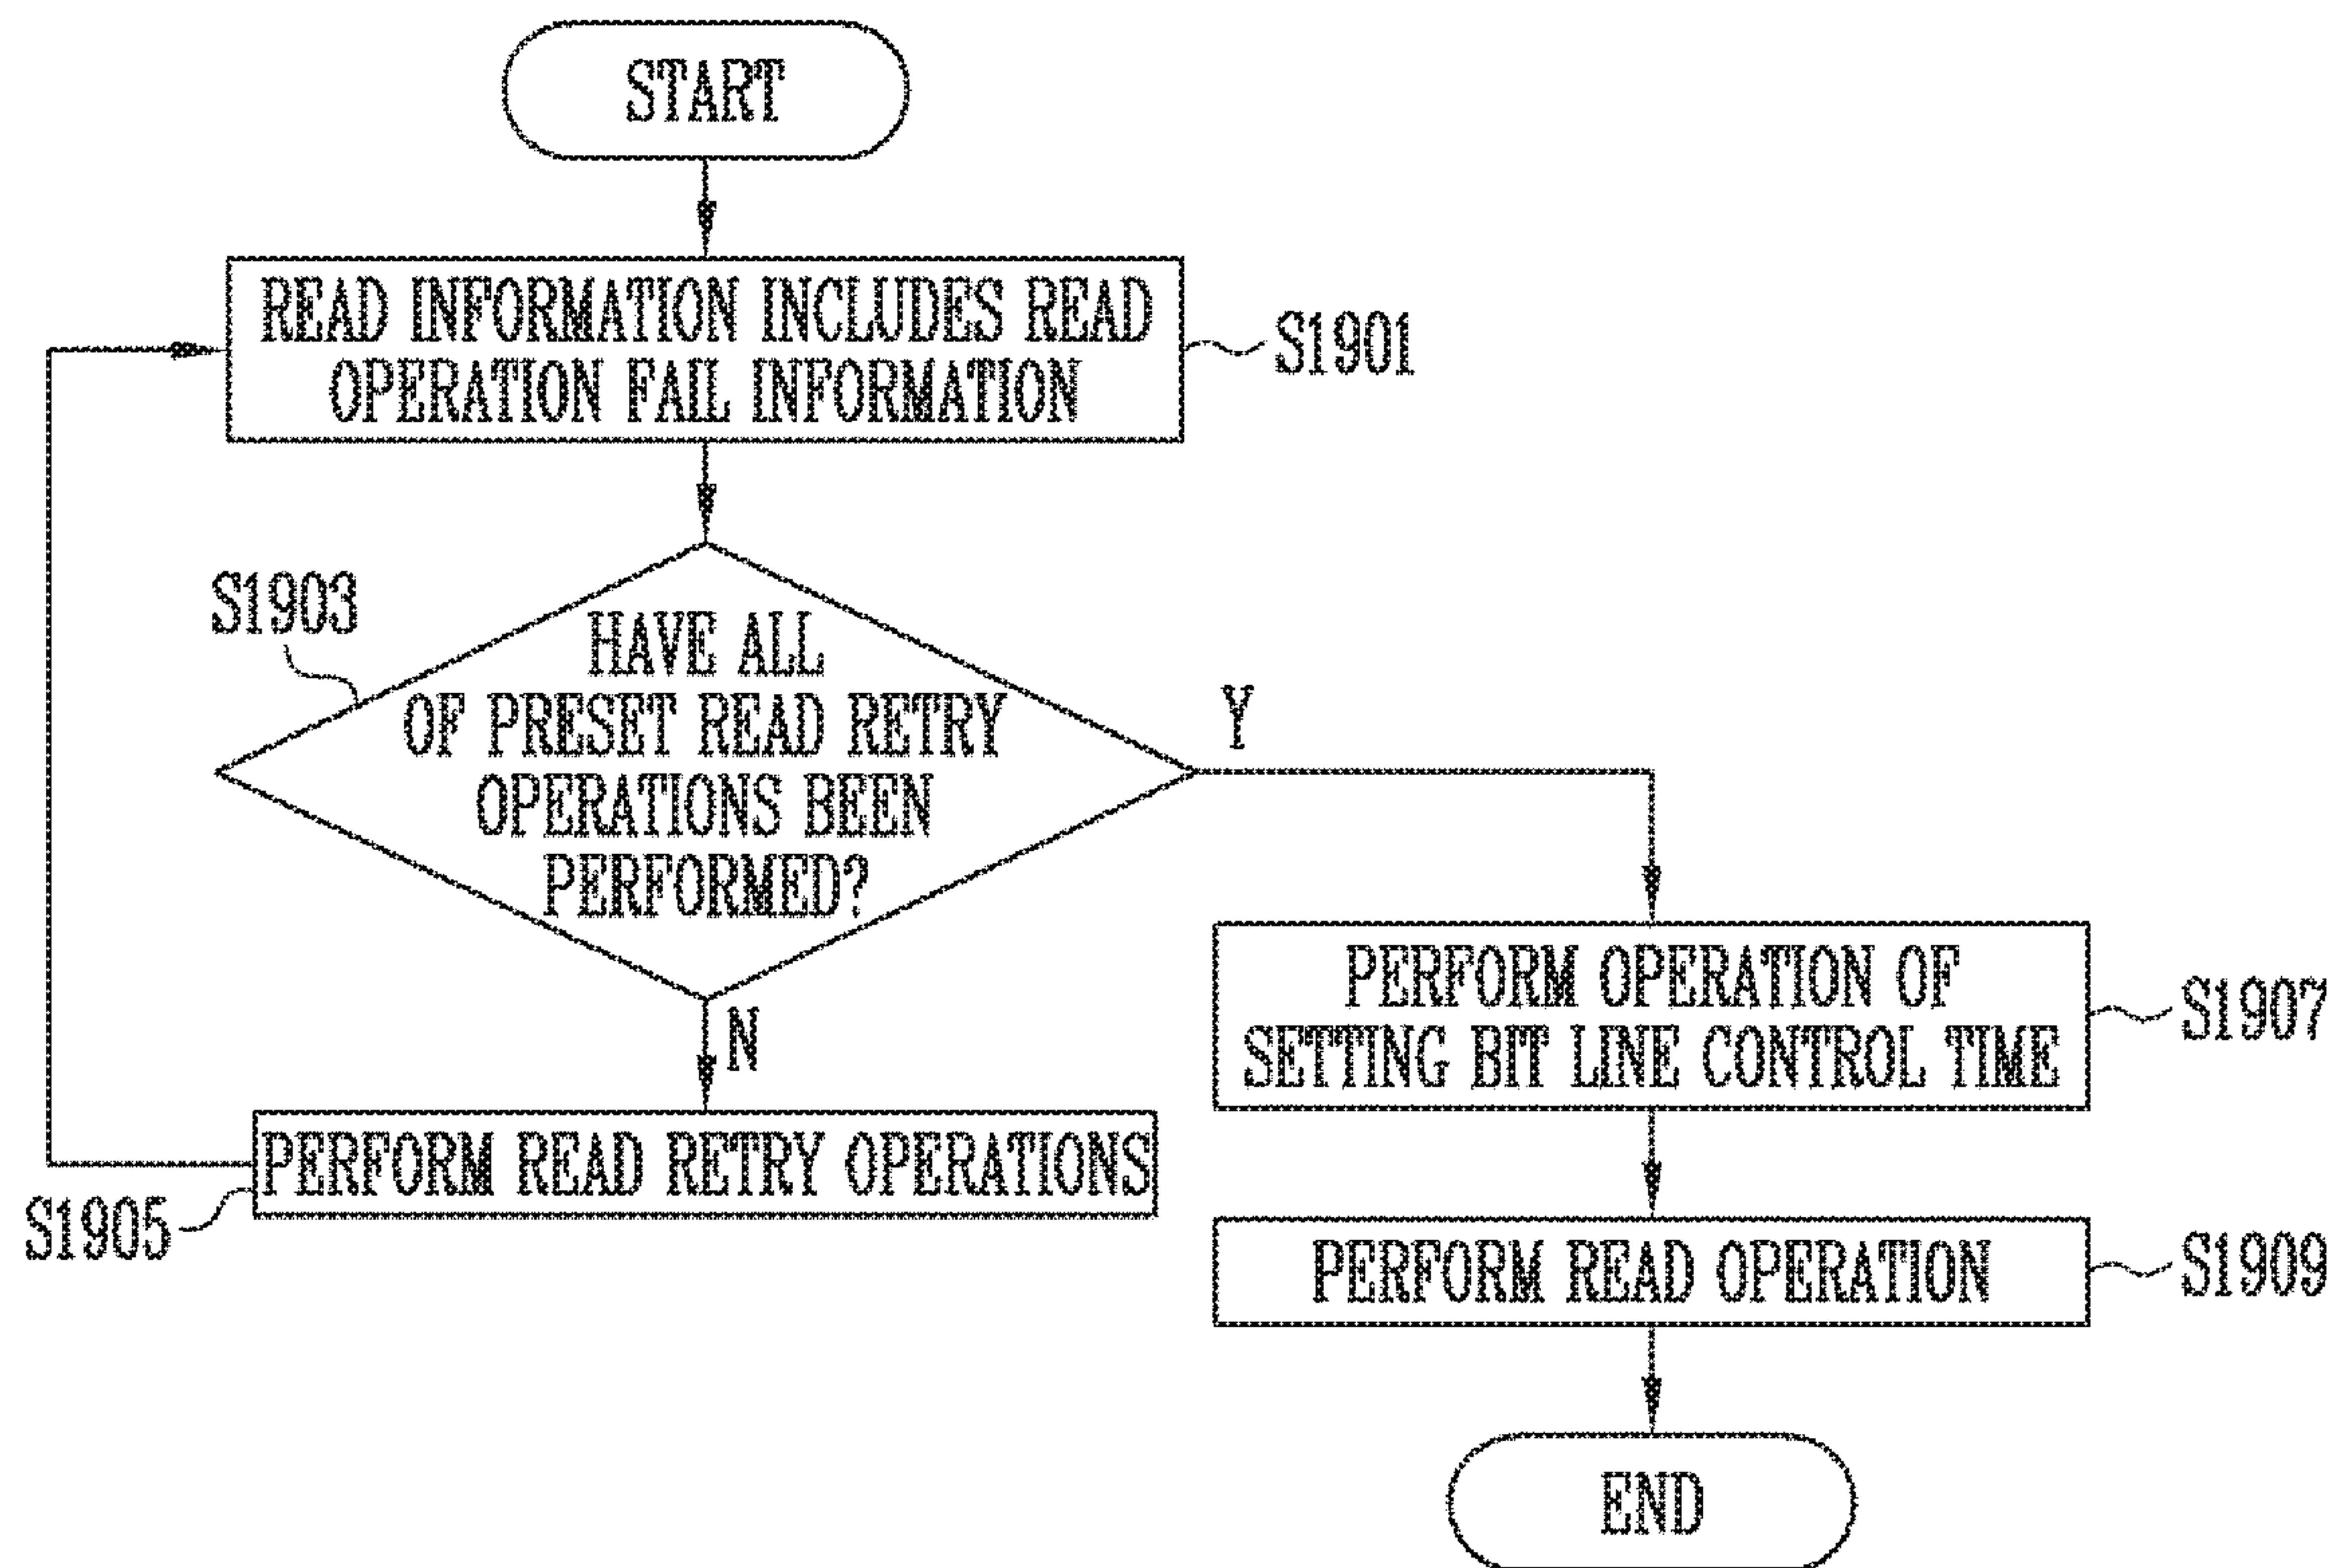 START
READ INFORMATION INCLUDES READ
OPERATION FAIL INFORMATION
S1901
S1903
HAVE ALL
OF PRESET READ RETRY
OPERATIONS BEEN
PERFORMED?
Y
N
PERFORM READ RETRY OPERATIONS
S1905
PERFORM OPERATION OF
SETTING BIT LINE CONTROL TIME
S1907
PERFORM READ OPERATION
S1909
END